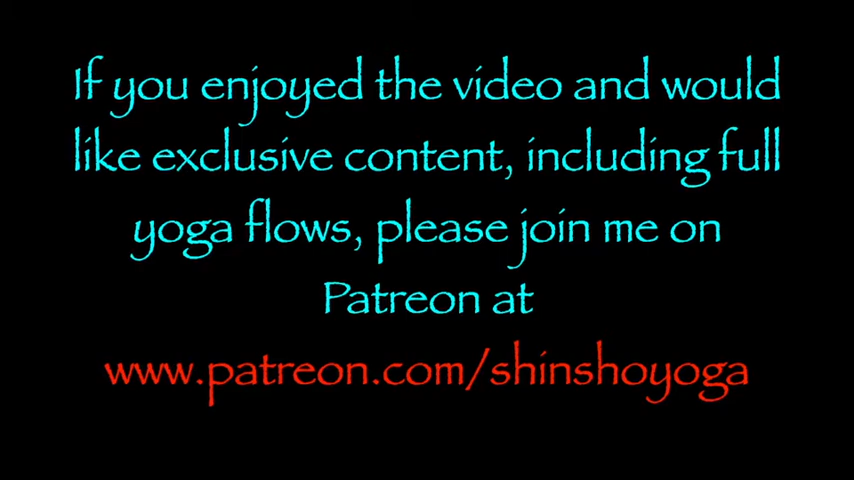 If you enjoyed the video and would
like exclusive content, including full
yoga flows, please join me on
Patreon at
www.patreon.com/shinshoyoga